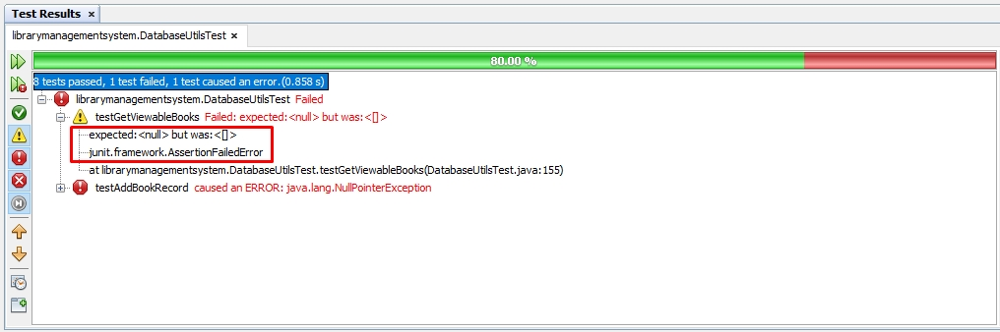 Test Results ×
librarymanagementsystem.DatabaseUtilsTest ×
80.00 %
8 tests passed, 1 test failed, 1 test caused an error.(0.858 s)
librarymanagementsystem.DatabaseUtilsTest Failed
testGetViewableBooks Failed: expected:<null> but was:<[]>
expected:<null> but was:<[]>
junit.framework.AssertionFailedError
at librarymanagementsystem.DatabaseUtilsTest.testGetViewableBooks(DatabaseUtilsTest.java:155)
testAddBookRecord caused an ERROR: java.lang.NullPointerException